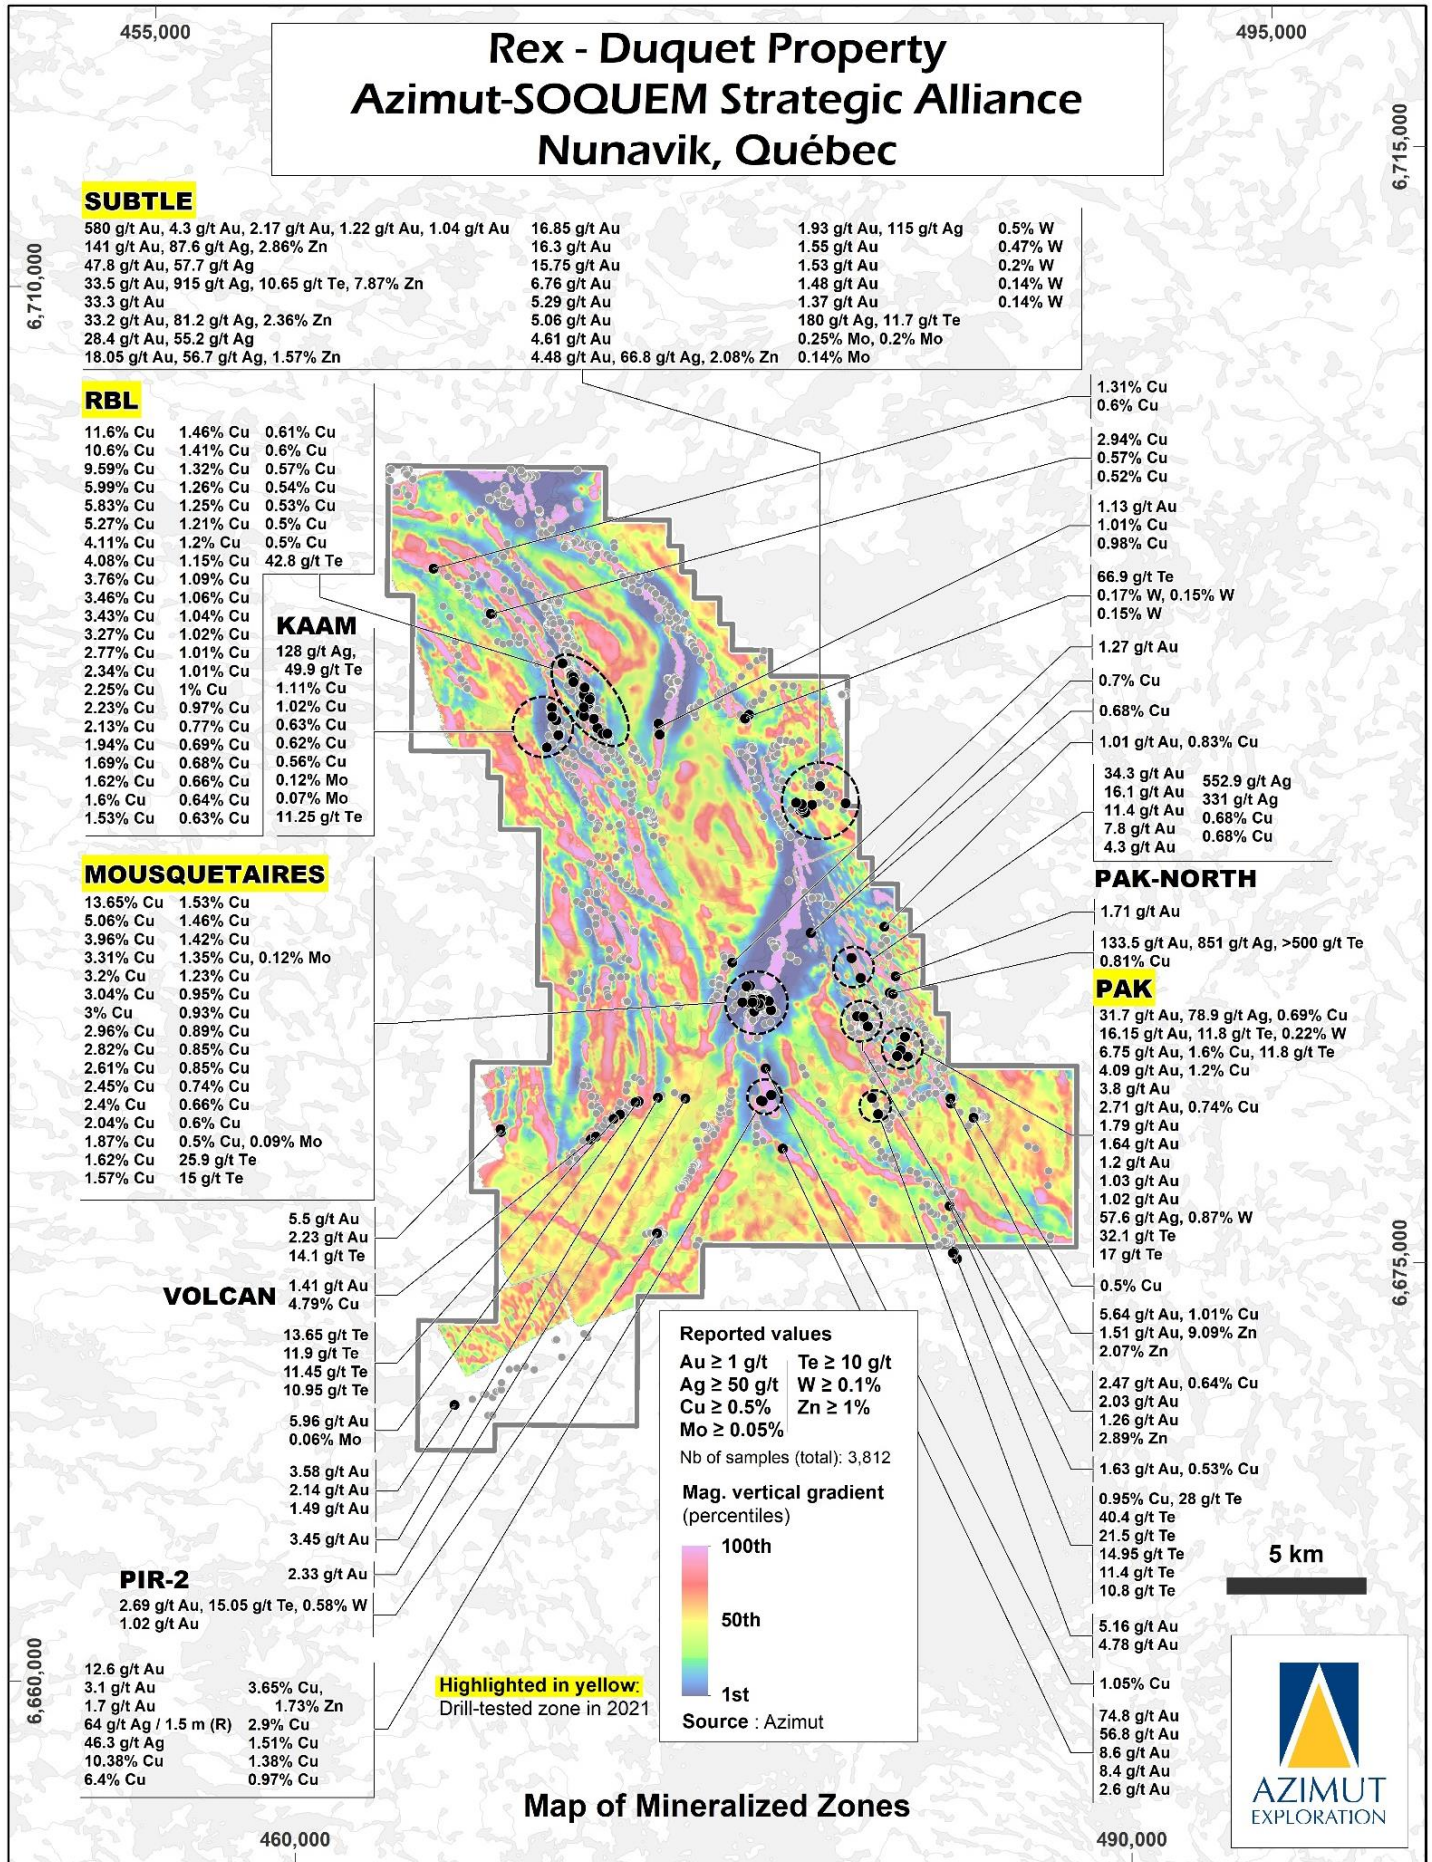 455,000
495,000
Rex - Duquet Property
Azimut-SOQUEM Strategic Alliance
Nunavik, Québec
6,715,000
6,710,000
SUBTLE
580 g/t Au, 4.3 g/t Au, 2.17 g/t Au, 1.22 g/t Au, 1.04 g/t Au
141 g/t Au, 87.6 g/t Ag, 2.86% Zn
47.8 g/t Au, 57.7 g/t Ag
33.5 g/t Au, 915 g/t Ag, 10.65 g/t Te, 7.87% Zn
33.3 g/t Au
33.2 g/t Au, 81.2 g/t Ag, 2.36% Zn
28.4 g/t Au, 55.2 g/t Ag
18.05 g/t Au, 56.7 g/t Ag, 1.57% Zn
16.85 g/t Au
16.3 g/t Au
15.75 g/t Au
6.76 g/t Au
5.29 g/t Au
5.06 g/t Au
4.61 g/t Au
4.48 g/t Au, 66.8 g/t Ag, 2.08% Zn
1.93 g/t Au, 115 g/t Ag
1.55 g/t Au
1.53 g/t Au
1.48 g/t Au
1.37 g/t Au
180 g/t Ag, 11.7 g/t Te
0.25% Mo, 0.2% Mo
0.14% Mo
0.5% W
0.47% W
0.2% W
0.14% W
0.14% W
RBL
11.6% Cu 1.46% Cu 0.61% Cu
10.6% Cu 1.41% Cu 0.6% Cu
9.59% Cu 1.32% Cu 0.57% Cu
5.99% Cu 1.26% Cu 0.54% Cu
5.83% Cu 1.25% Cu 0.53% Cu
5.27% Cu 1.21% Cu 0.5% Cu
4.11% Cu 1.2% Cu 0.5% Cu
4.08% Cu 1.15% Cu 42.8 g/t Te
3.76% Cu 1.09% Cu
3.46% Cu 1.06% Cu
3.43% Cu 1.04% Cu
3.27% Cu 1.02% Cu
2.77% Cu 1.01% Cu
2.34% Cu 1.01% Cu
2.25% Cu 1% Cu
2.23% Cu 0.97% Cu
2.13% Cu 0.77% Cu
1.94% Cu 0.69% Cu
1.69% Cu 0.68% Cu
1.62% Cu 0.66% Cu
1.6% Cu 0.64% Cu
1.53% Cu 0.63% Cu
KAAM
128 g/t Ag,
49.9 g/t Te
1.11% Cu
1.02% Cu
0.63% Cu
0.62% Cu
0.56% Cu
0.12% Mo
0.07% Mo
11.25 g/t Te
MOUSQUETAIRES
13.65% Cu 1.53% Cu
5.06% Cu 1.46% Cu
3.96% Cu 1.42% Cu
3.31% Cu 1.35% Cu, 0.12% Mo
3.2% Cu 1.23% Cu
3.04% Cu 0.95% Cu
3% Cu 0.93% Cu
2.96% Cu 0.89% Cu
2.82% Cu 0.85% Cu
2.61% Cu 0.85% Cu
2.45% Cu 0.74% Cu
2.4% Cu 0.66% Cu
2.04% Cu 0.6% Cu
1.87% Cu 0.5% Cu, 0.09% Mo
1.62% Cu 25.9 g/t Te
1.57% Cu 15 g/t Te
5.5 g/t Au
2.23 g/t Au
14.1 g/t Te
VOLCAN
1.41 g/t Au
4.79% Cu
13.65 g/t Te
11.9 g/t Te
11.45 g/t Te
10.95 g/t Te
5.96 g/t Au
0.06% Mo
3.58 g/t Au
2.14 g/t Au
1.49 g/t Au
3.45 g/t Au
2.33 g/t Au
PIR-2
2.69 g/t Au, 15.05 g/t Te, 0.58% W
1.02 g/t Au
12.6 g/t Au
3.1 g/t Au
1.7 g/t Au
64 g/t Ag / 1.5 m (R)
46.3 g/t Ag
10.38% Cu
6.4% Cu
3.65% Cu,
1.73% Zn
2.9% Cu
1.51% Cu
1.38% Cu
0.97% Cu
1.31% Cu
0.6% Cu
2.94% Cu
0.57% Cu
0.52% Cu
1.13 g/t Au
1.01% Cu
0.98% Cu
66.9 g/t Te
0.17% W, 0.15% W
0.15% W
1.27 g/t Au
0.7% Cu
0.68% Cu
1.01 g/t Au, 0.83% Cu
34.3 g/t Au
16.1 g/t Au
11.4 g/t Au
7.8 g/t Au
4.3 g/t Au
552.9 g/t Ag
331 g/t Ag
0.68% Cu
0.68% Cu
PAK-NORTH
1.71 g/t Au
133.5 g/t Au, 851 g/t Ag, >500 g/t Te
0.81% Cu
PAK
31.7 g/t Au, 78.9 g/t Ag, 0.69% Cu
16.15 g/t Au, 11.8 g/t Te, 0.22% W
6.75 g/t Au, 1.6% Cu, 11.8 g/t Te
4.09 g/t Au, 1.2% Cu
3.8 g/t Au
2.71 g/t Au, 0.74% Cu
1.79 g/t Au
1.64 g/t Au
1.2 g/t Au
1.03 g/t Au
1.02 g/t Au
57.6 g/t Ag, 0.87% W
32.1 g/t Te
17 g/t Te
0.5% Cu
5.64 g/t Au, 1.01% Cu
1.51 g/t Au, 9.09% Zn
2.07% Zn
2.47 g/t Au, 0.64% Cu
2.03 g/t Au
1.26 g/t Au
2.89% Zn
1.63 g/t Au, 0.53% Cu
0.95% Cu, 28 g/t Te
40.4 g/t Te
21.5 g/t Te
14.95 g/t Te
11.4 g/t Te
10.8 g/t Te
5.16 g/t Au
4.78 g/t Au
1.05% Cu
74.8 g/t Au
56.8 g/t Au
8.6 g/t Au
8.4 g/t Au
2.6 g/t Au
6,675,000
Reported values
Au ≥ 1 g/t Te ≥ 10 g/t
Ag ≥ 50 g/t W ≥ 0.1%
Cu ≥ 0.5% Zn ≥ 1%
Mo ≥ 0.05%
Nb of samples (total): 3,812
Mag. vertical gradient
(percentiles)
100th
50th
1st
Source : Azimut
5 km
Highlighted in yellow:
Drill-tested zone in 2021
6,660,000
Map of Mineralized Zones
AZIMUT
EXPLORATION
460,000
490,000